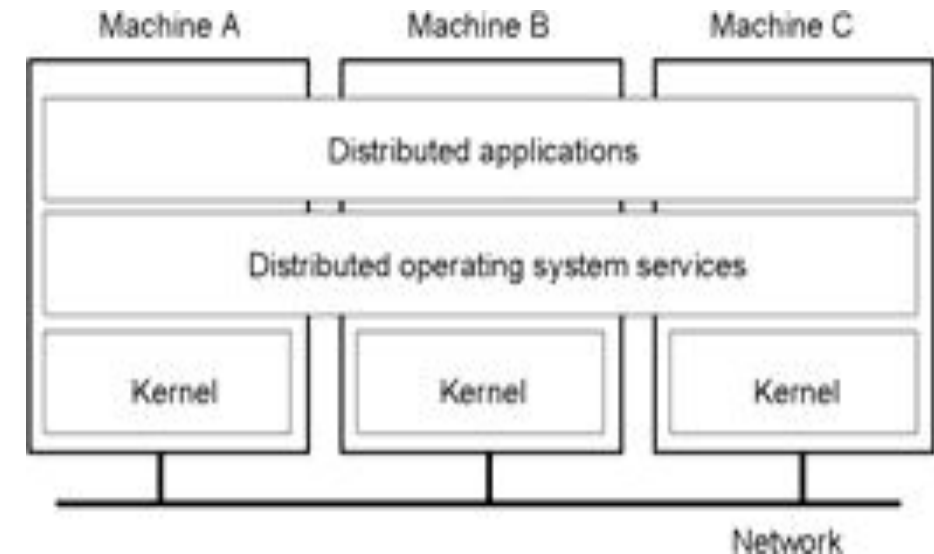 Machine A
Machine B
Machine C
Distributed applications
Distributed operating system services
Kernel
Kernel
Kernel
Network